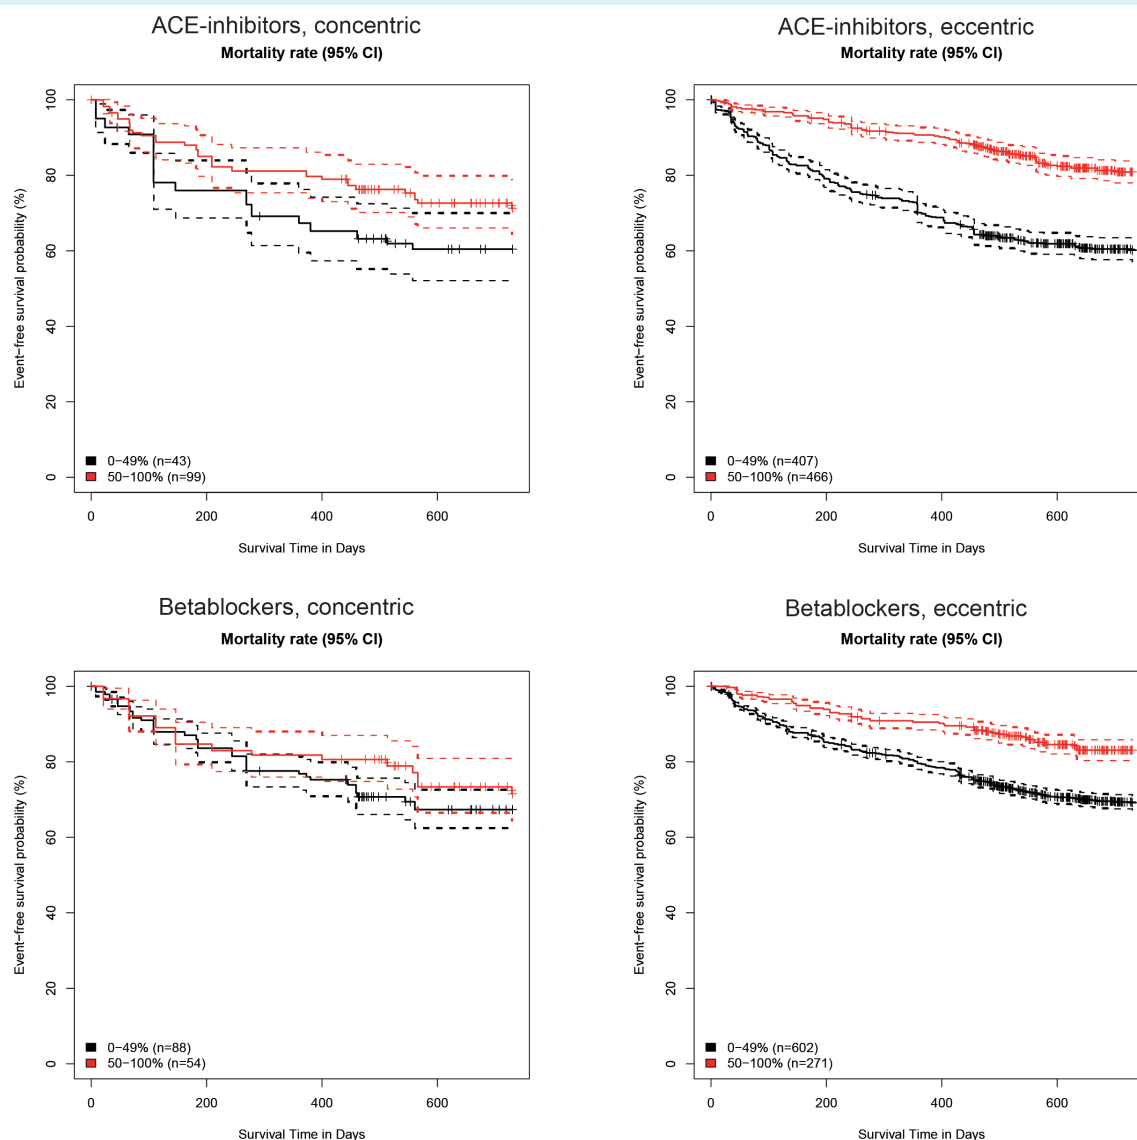 ACE-inhibitors, concentric
Mortality rate (95% CI)
Event−free survival probability (%)
100
80
60
40
20
0
0−49% (n=43)
50−100% (n=99)
0 200 400 600
Survival Time in Days
ACE-inhibitors, eccentric
Mortality rate (95% CI)
Event−free survival probability (%)
100
80
60
40
20
0
0−49% (n=407)
50−100% (n=466)
0 200 400 600
Survival Time in Days
Betablockers, concentric
Mortality rate (95% CI)
Event−free survival probability (%)
100
80
60
40
20
0
0−49% (n=88)
50−100% (n=54)
0 200 400 600
Survival Time in Days
Betablockers, eccentric
Mortality rate (95% CI)
Event−free survival probability (%)
100
80
60
40
20
0
0−49% (n=602)
50−100% (n=271)
0 200 400 600
Survival Time in Days